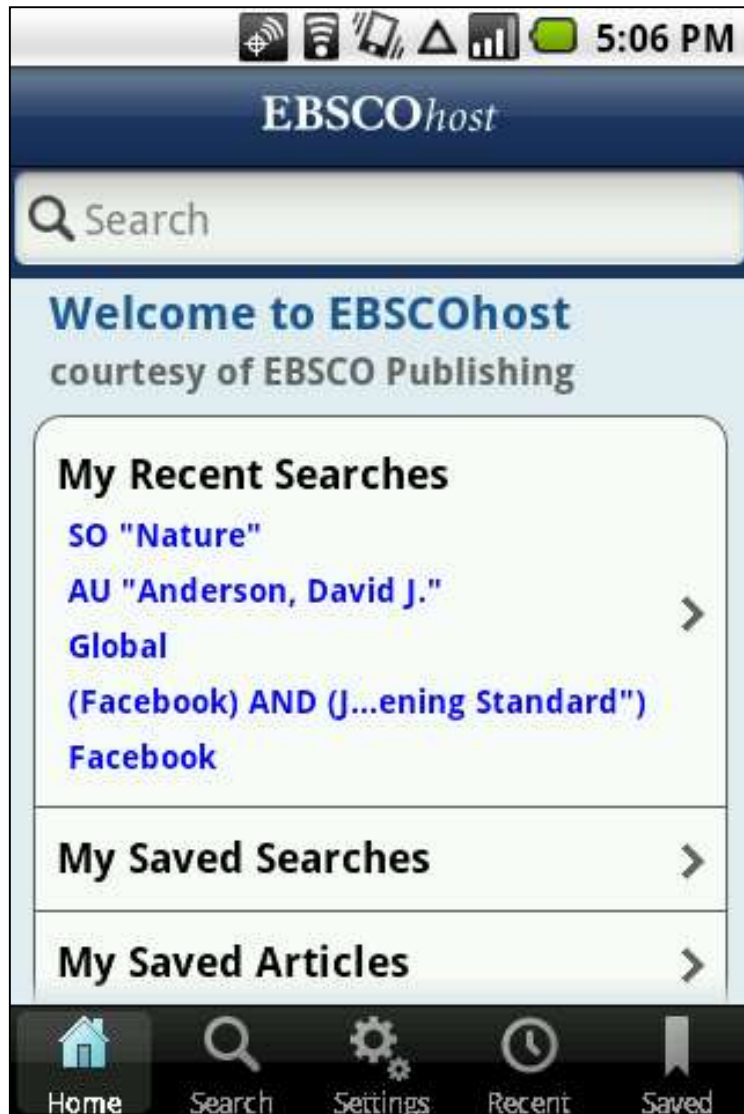 5:06 PM
EBSCOhost
Search
Welcome to EBSCOhost
courtesy of EBSCO Publishing
My Recent Searches
SO "Nature"
AU "Anderson, David J."
Global
(Facebook) AND (J...ening Standard")
Facebook
My Saved Searches
My Saved Articles
Home Search Settings Recent Saved